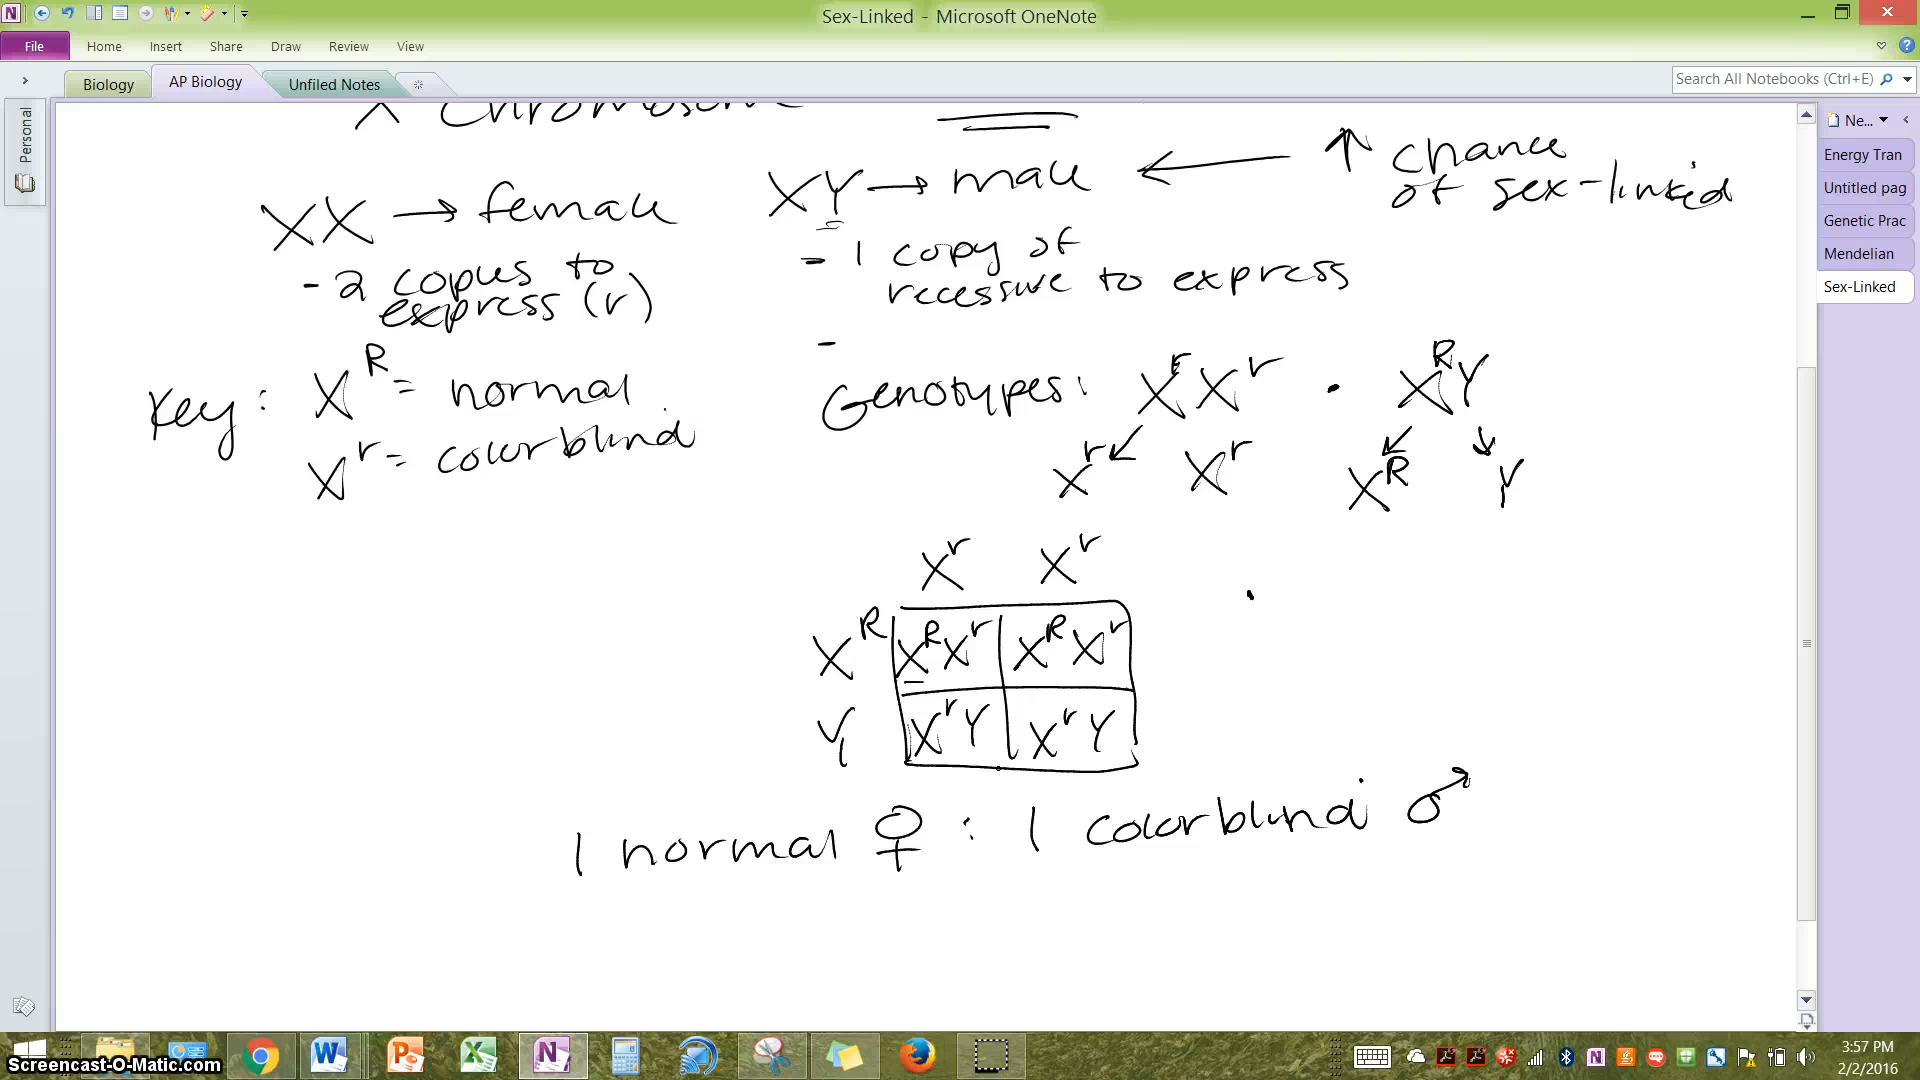 Sex-Linked - Microsoft OneNote
File Home Insert Share Draw Review View
Biology AP Biology Unfiled Notes
Search All Notebooks (Ctrl+E)
Personal
Ne...
Energy Tran
Untitled pag
Genetic Prac
Mendelian
Sex-Linked
X chromosome
XX → female
- 2 copies to
express (r)
XY → male ← ↑ chance
of sex-linked
- 1 copy of
recessive to express
-
Key: X^R = normal
X^r = colorblind
Genotypes: X^r X^r · X^R Y
X^r X^r X^R Y
X^r X^r
X^R X^R X^r X^R X^r
Y X^r Y X^r Y
1 normal ♀ : 1 colorblind ♂
Screencast-O-Matic.com
3:57 PM
2/2/2016